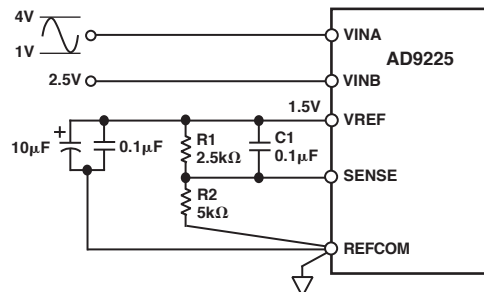 4V
1V
VINA
AD9225
2.5V
VINB
1.5V
VREF
10µF
+
0.1µF
R1
2.5kΩ
C1
0.1µF
SENSE
R2
5kΩ
REFCOM